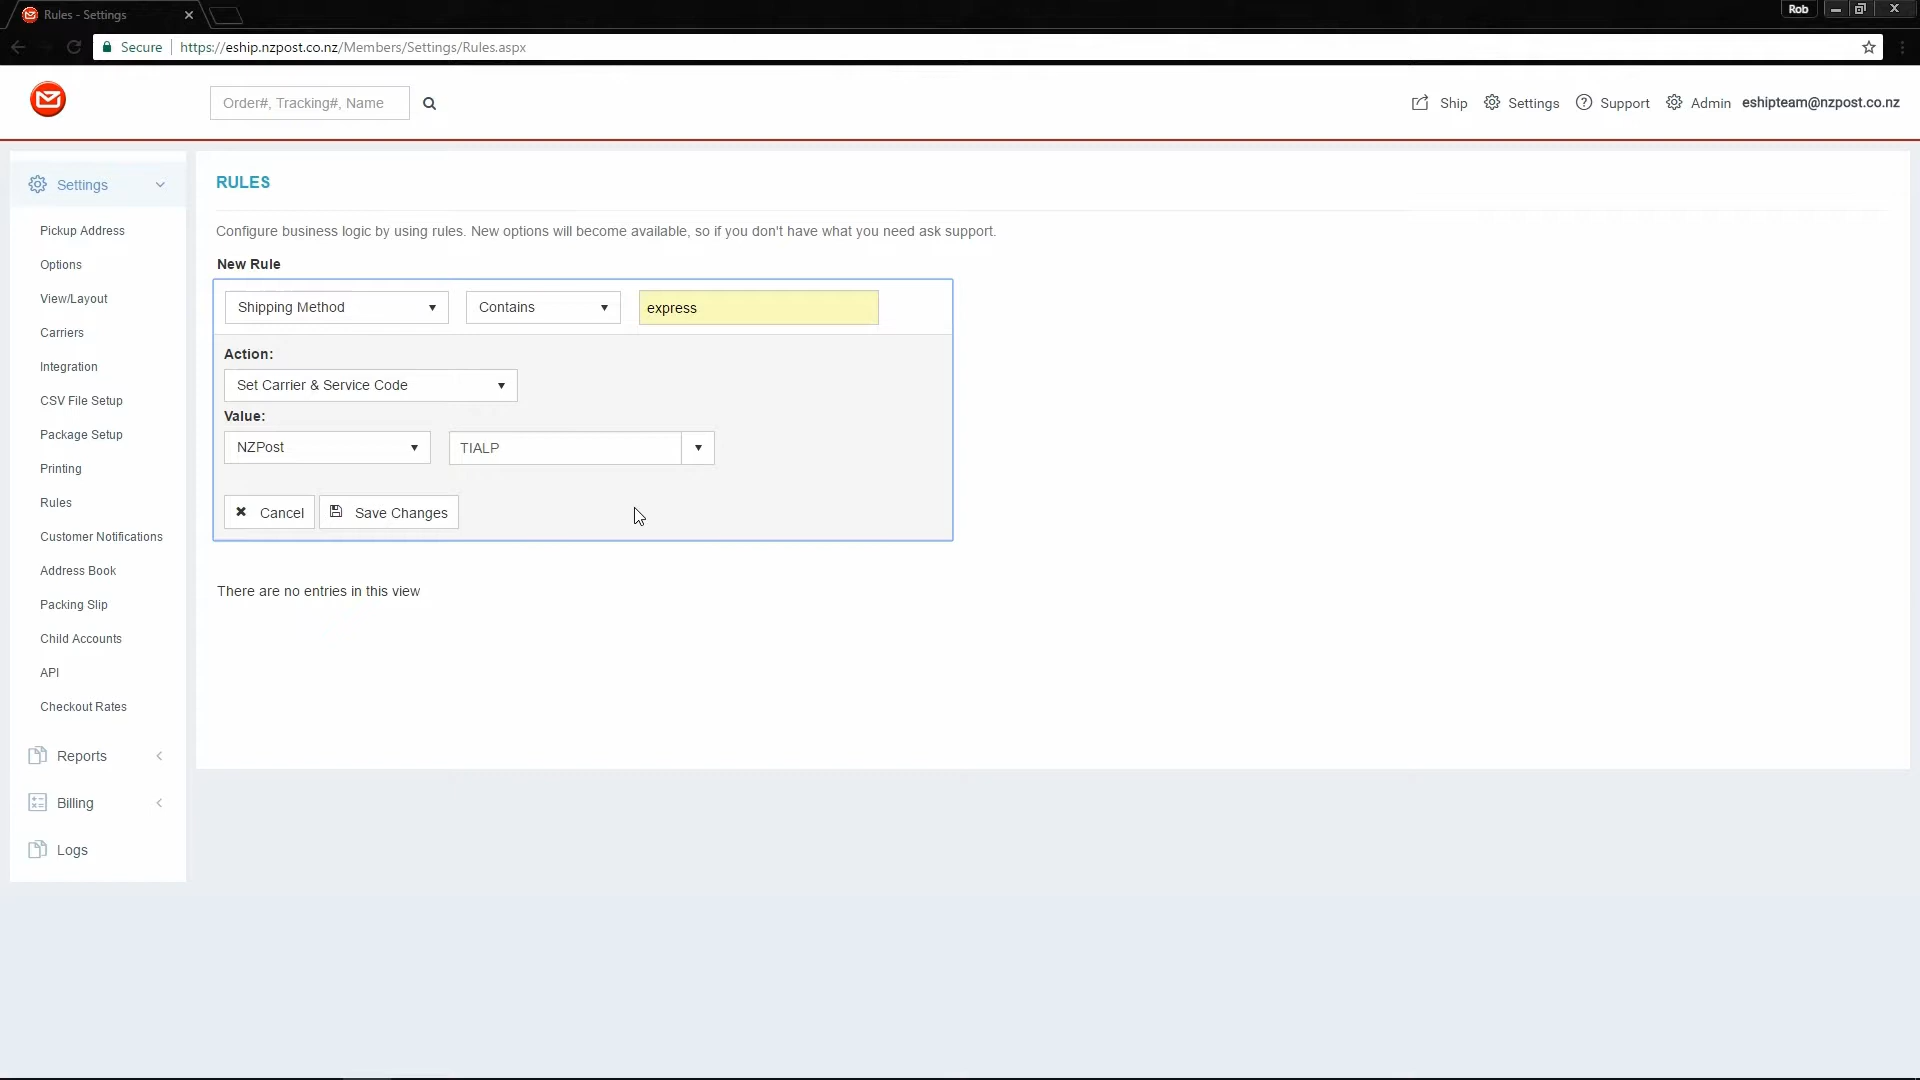 Rules - Settings
Rob
Secure
https://eship.nzpost.co.nz/Members/Settings/Rules.aspx
Order#, Tracking#, Name
Ship
Settings
Support
Admin
eshipteam@nzpost.co.nz
Settings
Pickup Address
Options
View/Layout
Carriers
Integration
CSV File Setup
Package Setup
Printing
Rules
Customer Notifications
Address Book
Packing Slip
Child Accounts
API
Checkout Rates
Reports
Billing
Logs
RULES
Configure business logic by using rules. New options will become available, so if you don't have what you need ask support.
New Rule
Shipping Method
Contains
express
Action:
Set Carrier & Service Code
Value:
NZPost
TIALP
Cancel
Save Changes
There are no entries in this view